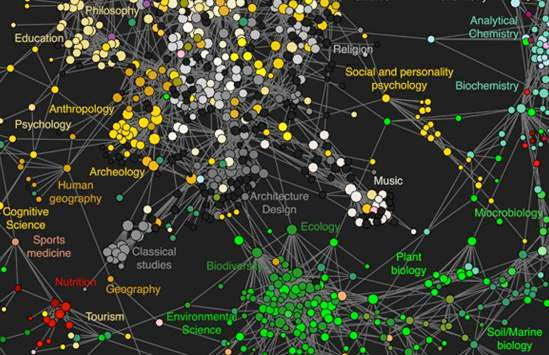 Philosophy
Education
Religion
Analytical
Chemistry
Social and personality
psychology
Biochemistry
Anthropology
Psychology
Archeology
Human
geography
Music
Architecture
Design
Cognitive
Science
Microbiology
Ecology
Sports
medicine
Classical
studies
Biodiversity
Plant
biology
Nutrition
Geography
Tourism
Environmental
Science
Soil/Marine
biology